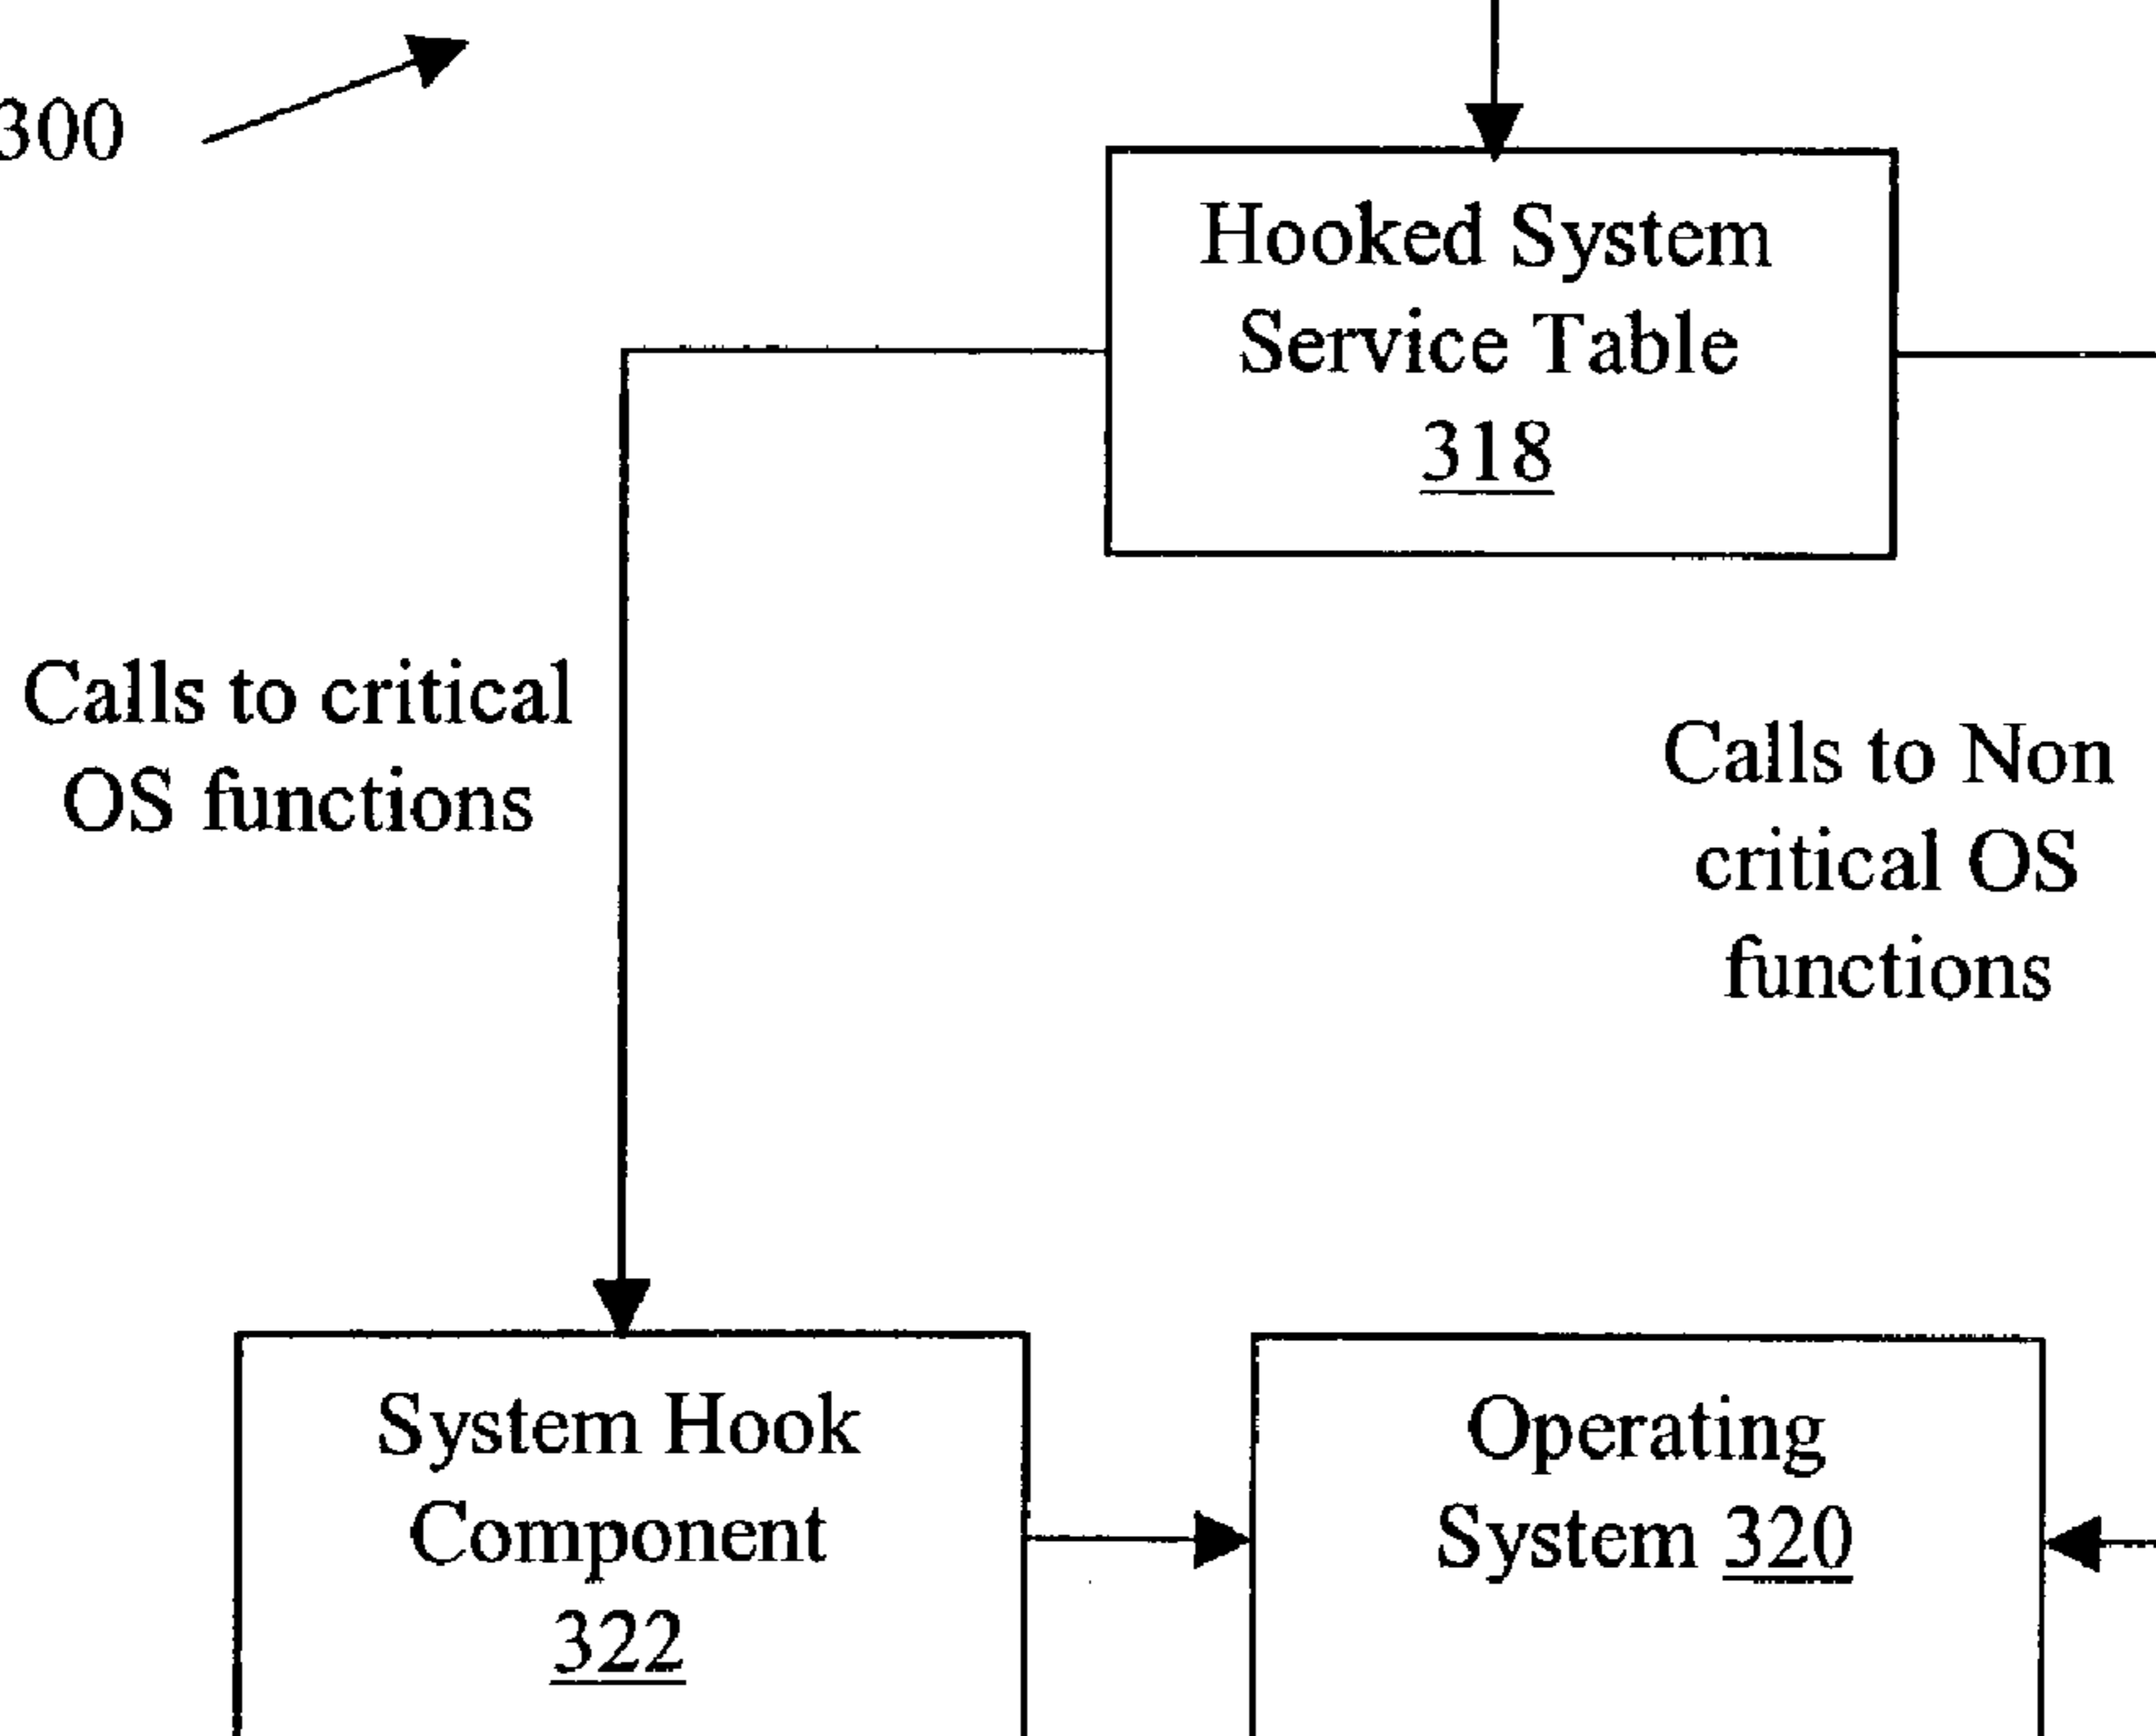 300
Hooked System
Service Table
318
Calls to critical
OS functions
Calls to Non
critical OS
functions
System Hook
Component
322
Operating
System 320